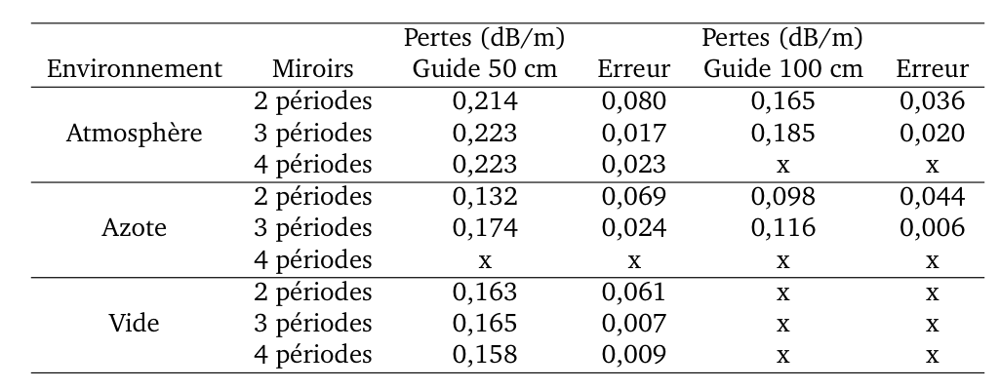 Pertes (dB/m) Pertes (dB/m)
Environnement Miroirs Guide 50 cm Erreur Guide 100 cm Erreur
2 périodes 0,214 0,080 0,165 0,036
Atmosphère 3 périodes 0,223 0,017 0,185 0,020
4 périodes 0,223 0,023 x x
2 périodes 0,132 0,069 0,098 0,044
Azote 3 périodes 0,174 0,024 0,116 0,006
4 périodes x x x x
2 périodes 0,163 0,061 x x
Vide 3 périodes 0,165 0,007 x x
4 périodes 0,158 0,009 x x